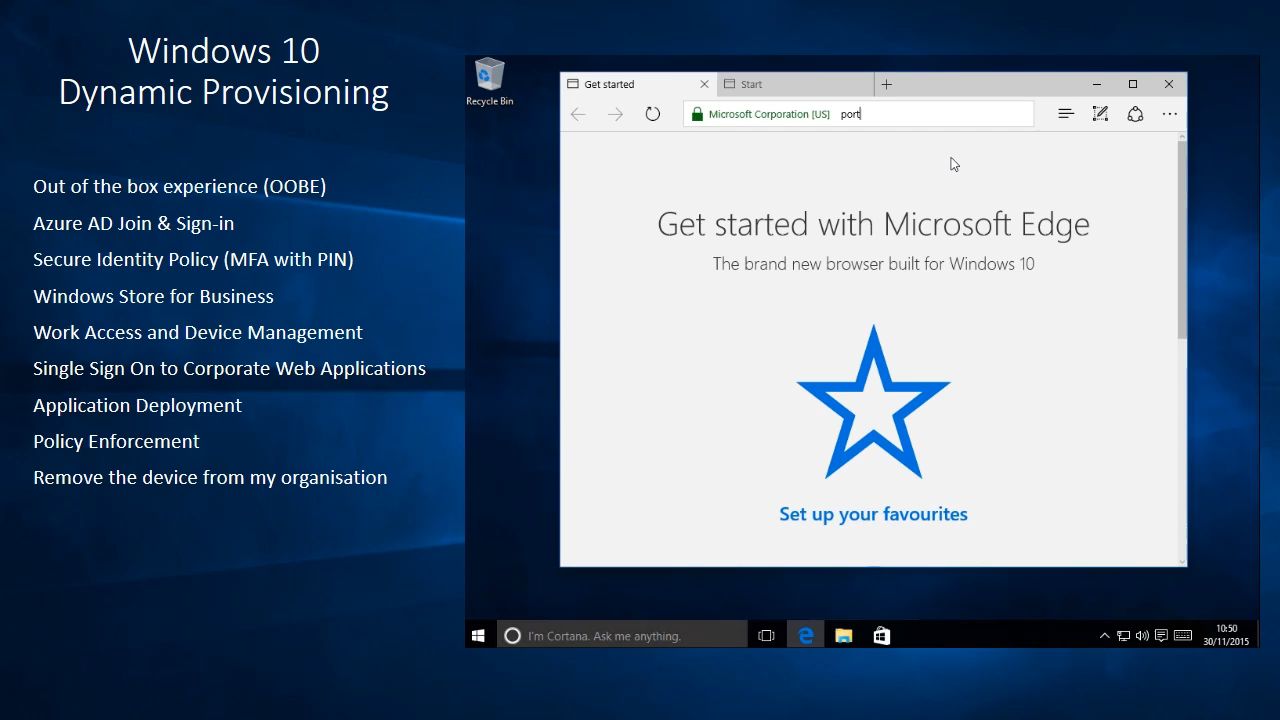 Windows 10
Dynamic Provisioning
Out of the box experience (OOBE)
Azure AD Join & Sign-in
Secure Identity Policy (MFA with PIN)
Windows Store for Business
Work Access and Device Management
Single Sign On to Corporate Web Applications
Application Deployment
Policy Enforcement
Remove the device from my organisation
Recycle Bin
Get started
Start
Microsoft Corporation [US] port
Get started with Microsoft Edge
The brand new browser built for Windows 10
Set up your favourites
I'm Cortana. Ask me anything.
10:50
30/11/2015